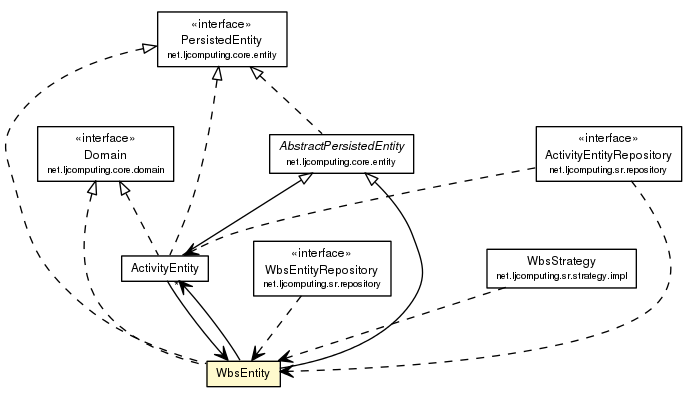 «interface»
PersistedEntity
net.ljcomputing.core.entity
«interface»
Domain
net.ljcomputing.core.domain
AbstractPersistedEntity
net.ljcomputing.core.entity
«interface»
ActivityEntityRepository
net.ljcomputing.sr.repository
ActivityEntity
*
«interface»
WbsEntityRepository
net.ljcomputing.sr.repository
WbsStrategy
net.ljcomputing.sr.strategy.impl
WbsEntity